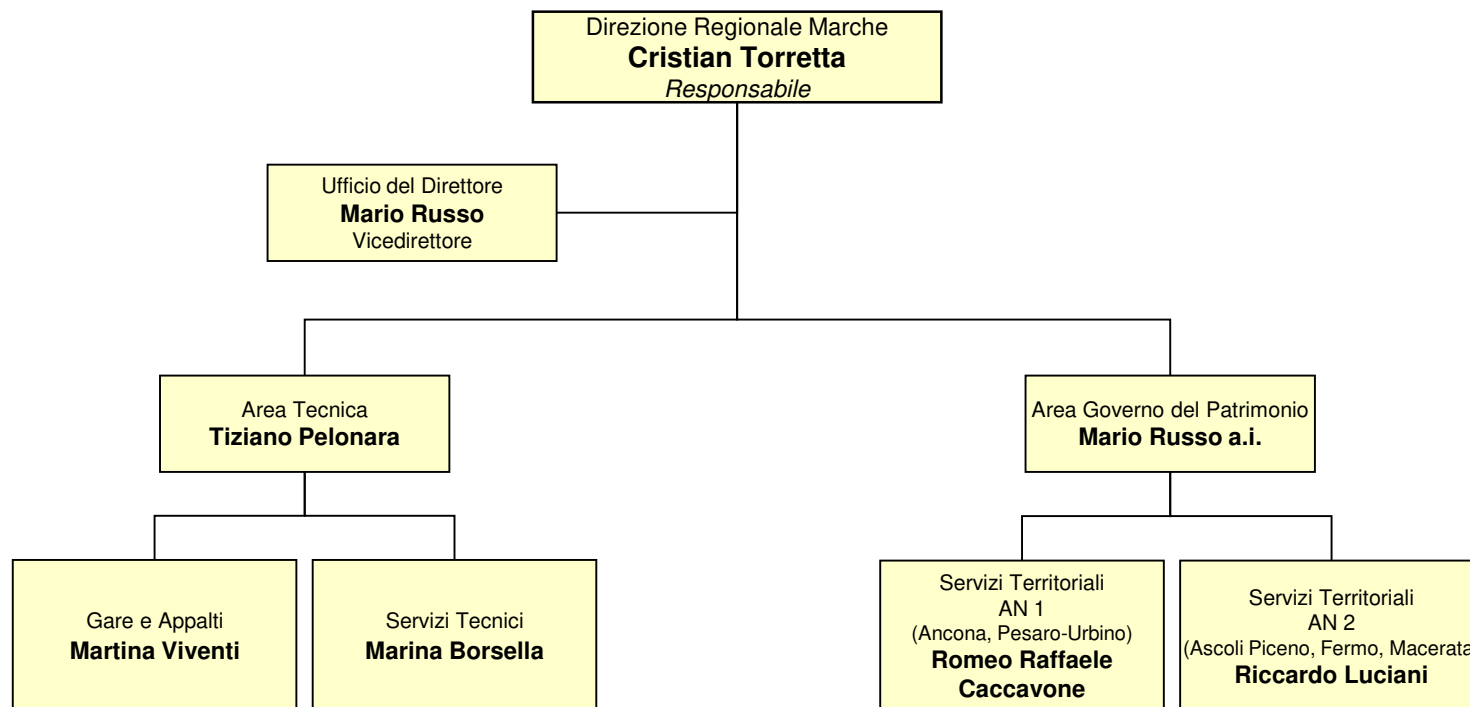 Direzione Regionale Marche
Cristian Torretta
Responsabile
Ufficio del Direttore
Mario Russo
Vicedirettore
Area Tecnica
Tiziano Pelonara
Area Governo del Patrimonio
Mario Russo a.i.
Gare e Appalti
Martina Viventi
Servizi Tecnici
Marina Borsella
Servizi Territoriali
AN 1
(Ancona, Pesaro-Urbino)
Romeo Raffaele
Caccavone
Servizi Territoriali
AN 2
(Ascoli Piceno, Fermo, Macerata
Riccardo Luciani